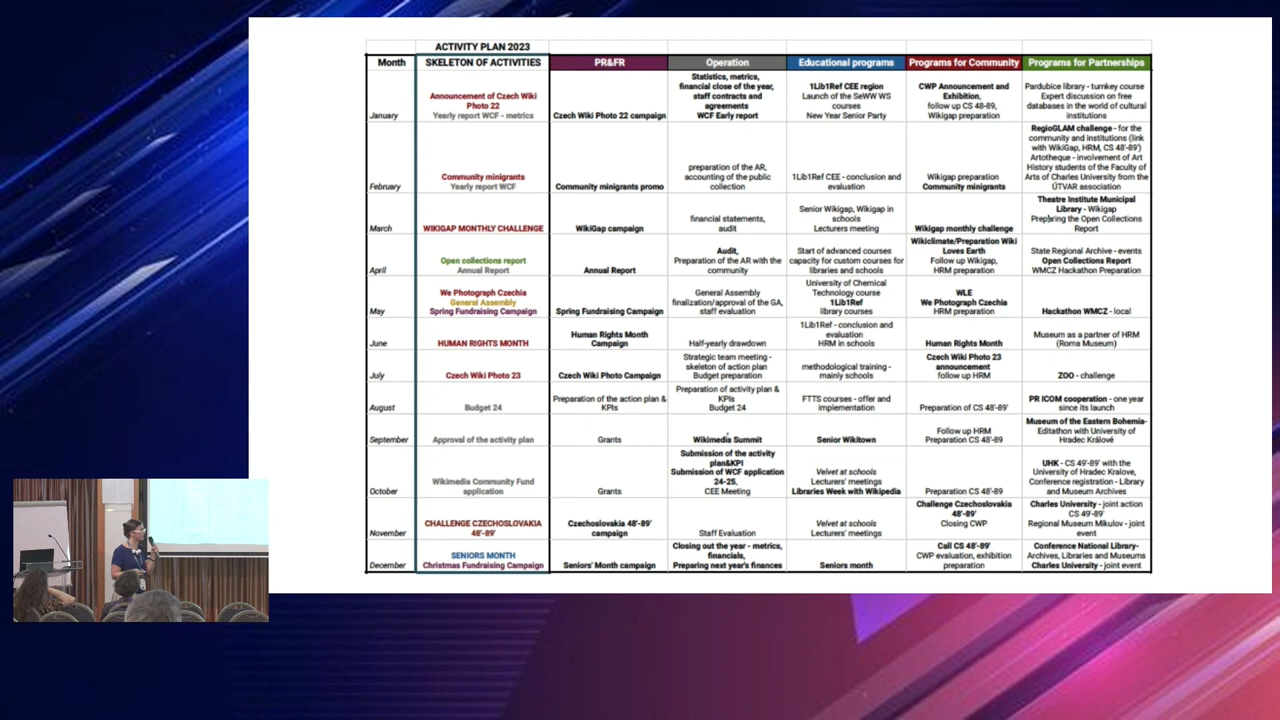 ACTIVITY PLAN 2023
Month SKELETON OF ACTIVITIES PR&FR Operation Educational programs Programs for Community Programs for Partnerships
January
Announcement of Czech Wiki
Photo 22
Yearly report WCF - metrics
Czech Wiki Photo 22 campaign
Statistics, metrics,
financial close of the year,
staff contracts and
agreements
WCF Early report
1Lib1Ref CEE region
Launch of the SeWW WS
courses
New Year Senior Party
CWP Announcement and
Exhibition,
follow up CS 48-89,
Wikigap preparation
Pardubice library - turnkey course
Expert discussion on free
databases in the world of cultural
institutions
February
Community minigrants
Yearly report WCF
Community minigrants promo
preparation of the AR,
accounting of the public
collection
1Lib1Ref CEE - conclusion and
evaluation
Wikigap preparation
Community minigrants
RegioGLAM challenge - for the
community and institutions (link
with WikiGap, HRM, CS 48'-89')
Artotheque - involvement of Art
History students of the Faculty of
Arts of Charles University from the
ÚTVAR association
March
WIKIGAP MONTHLY CHALLENGE
WikiGap campaign
financial statements,
audit
Senior Wikigap, Wikigap in
schools
Lecturers meeting
Wikigap monthly challenge
Theatre Institute Municipal
Library - Wikigap
Preparing the Open Collections
Report
April
Open collections report
Annual Report
Annual Report
Audit,
Preparation of the AR with the
community
Start of advanced courses
capacity for custom courses for
libraries and schools
Wikiclimate/Preparation Wiki
Loves Earth
Follow up Wikigap,
HRM preparation
State Regional Archive - events
Open Collections Report
WMCZ Hackathon Preparation
May
We Photograph Czechia
General Assembly
Spring Fundraising Campaign
Spring Fundraising Campaign
General Assembly
finalization/approval of the GA,
staff evaluation
University of Chemical
Technology course
1Lib1Ref
library courses
WLE
We Photograph Czechia
HRM preparation
Hackathon WMCZ - local
June
HUMAN RIGHTS MONTH
Human Rights Month
Campaign
Half-yearly drawdown
1Lib1Ref - conclusion and
evaluation
HRM in schools
Human Rights Month
Museum as a partner of HRM
(Roma Museum)
July
Czech Wiki Photo 23
Czech Wiki Photo Campaign
Strategic team meeting -
skeleton of action plan
Budget preparation
methodological training -
mainly schools
Czech Wiki Photo 23
announcement
follow up HRM
ZOO - challenge
August
Budget 24
Preparation of the action plan &
KPIs
Preparation of activity plan &
KPIs
Budget 24
FTTS courses - offer and
implementation
Preparation of CS 48'-89'
PR ICOM cooperation - one year
since its launch
September
Approval of the activity plan
Grants
Wikimedia Summit
Senior Wikitown
Follow up HRM
Preparation CS 48'-89
Museum of the Eastern Bohemia-
Editathon with University of
Hradec Králové
October
Wikimedia Community Fund
application
Grants
Submission of the activity
plan&KPI
Submission of WCF application
24-25,
CEE Meeting
Velvet at schools
Lecturers' meetings
Libraries Week with Wikipedia
Preparation CS 48'-89
UHK - CS 49'-89' with the
University of Hradec Kralove,
Conference registration - Library
and Museum Archives
November
CHALLENGE CZECHOSLOVAKIA
48'-89'
Czechoslovakia 48'-89'
campaign
Staff Evaluation
Velvet at schools
Lecturers' meetings
Challenge Czechoslovakia
48'-89'
Closing CWP
Charles University - joint action
CS 49'-89'
Regional Museum Mikulov - joint
event
December
SENIORS MONTH
Christmas Fundraising Campaign
Seniors' Month campaign
Closing out the year - metrics,
financials,
Preparing next year's finances
Seniors month
Call CS 48'-89'
CWP evaluation, exhibition
preparation
Conference National Library-
Archives, Libraries and Museums
Charles University - joint event